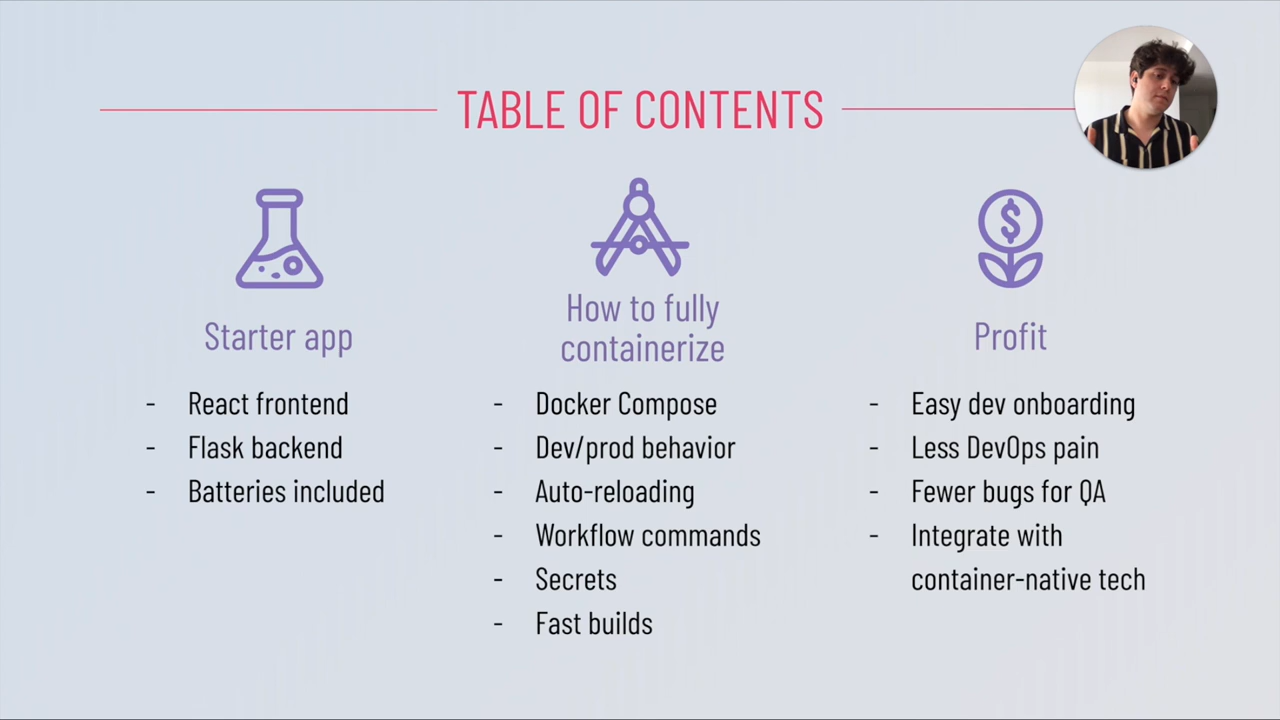 TABLE OF CONTENTS
Starter app
- React frontend
- Flask backend
- Batteries included
How to fully
containerize
- Docker Compose
- Dev/prod behavior
- Auto-reloading
- Workflow commands
- Secrets
- Fast builds
$
Profit
- Easy dev onboarding
- Less DevOps pain
- Fewer bugs for QA
- Integrate with
container-native tech